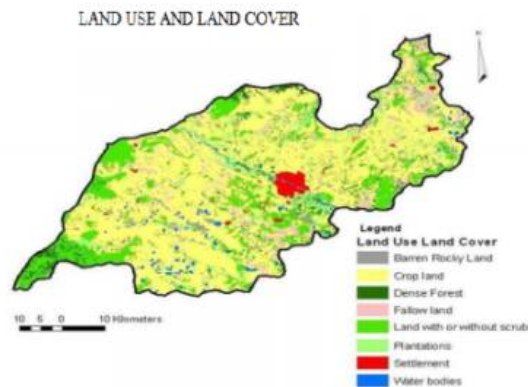 LAND USE AND LAND COVER
N
Legend
Land Use Land Cover
Barren Rocky Land
Crop land
Dense Forest
Fallow land
Land with or without scrub
Plantations
Settlement
Water bodies
10 5 0 10 Kilometers